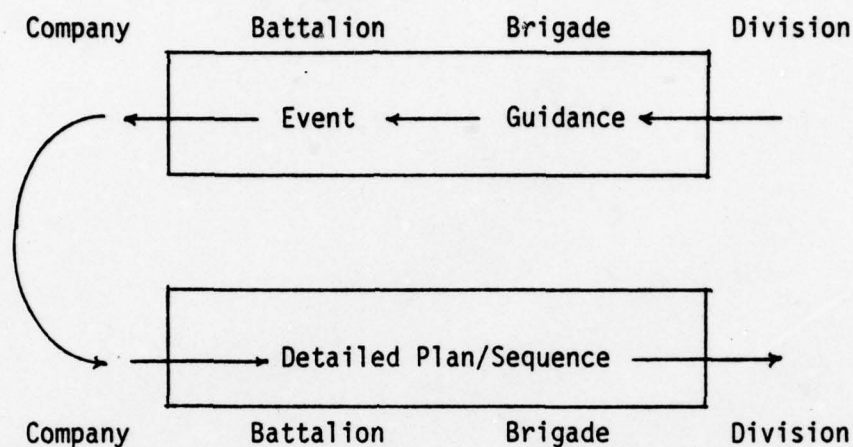 Company Battalion Brigade Division
Event Guidance
Detailed Plan/Sequence
Company Battalion Brigade Division